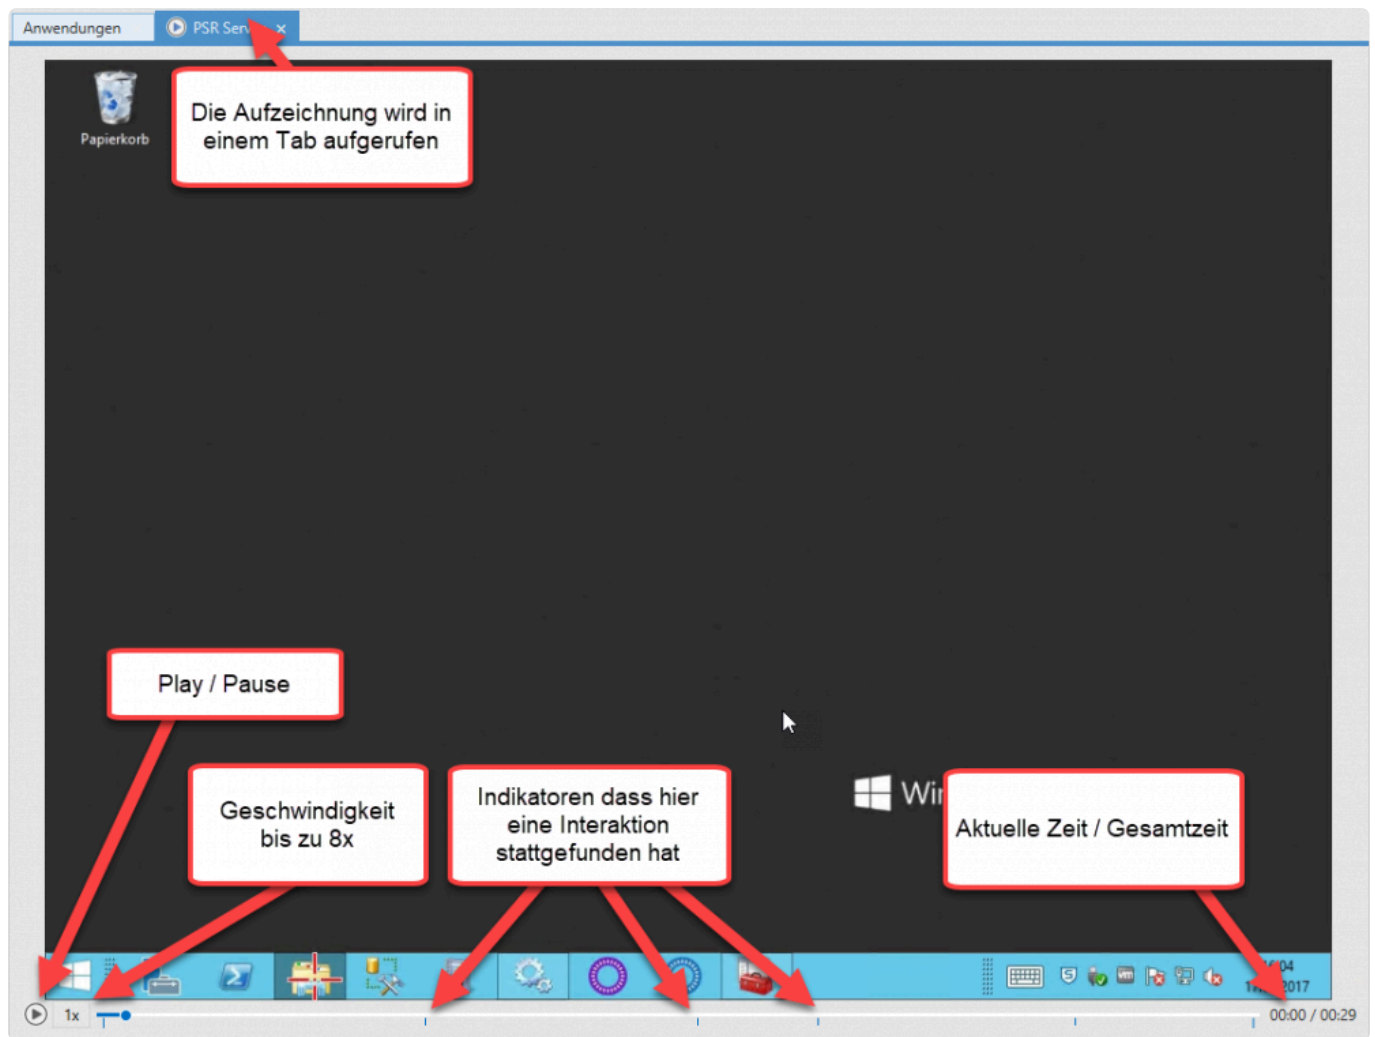 Anwendungen
PSR Ser
Die Aufzeichnung wird in
einem Tab aufgerufen
Papierkorb
Play / Pause
Geschwindigkeit
bis zu 8x
Indikatoren dass hier
eine Interaktion
stattgefunden hat
Aktuelle Zeit / Gesamtzeit
1x
00:00 / 00:29